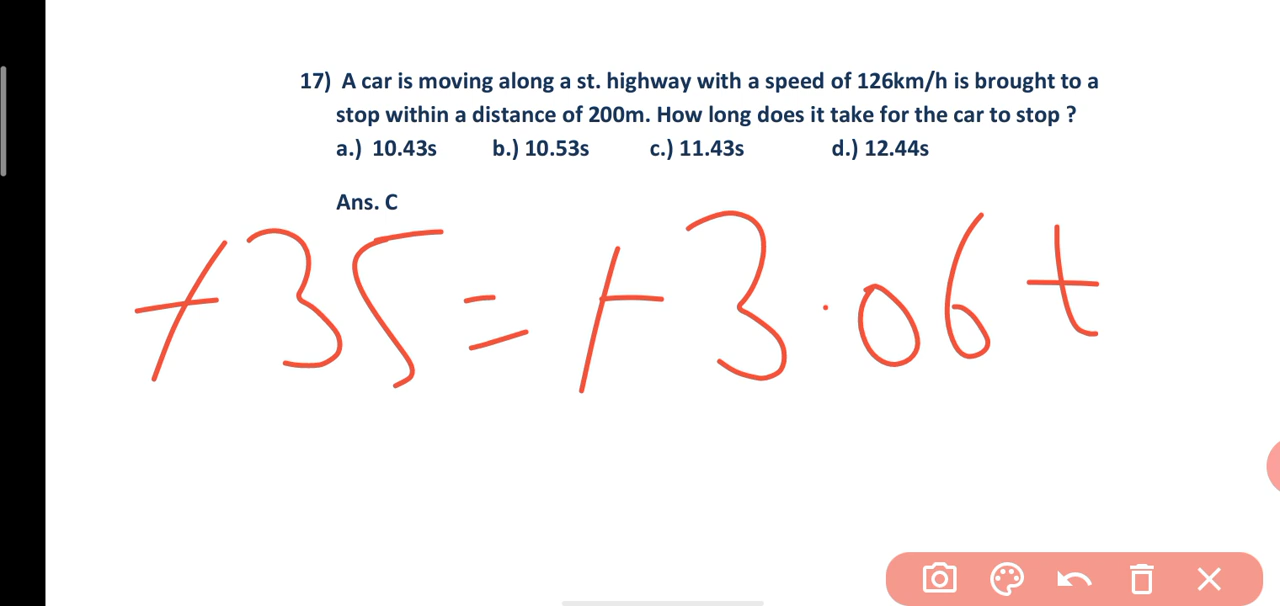 17) A car is moving along a st. highway with a speed of 126km/h is brought to a
stop within a distance of 200m. How long does it take for the car to stop ?
a.) 10.43s b.) 10.53s c.) 11.43s d.) 12.44s
Ans. C
+35 = +3.06t